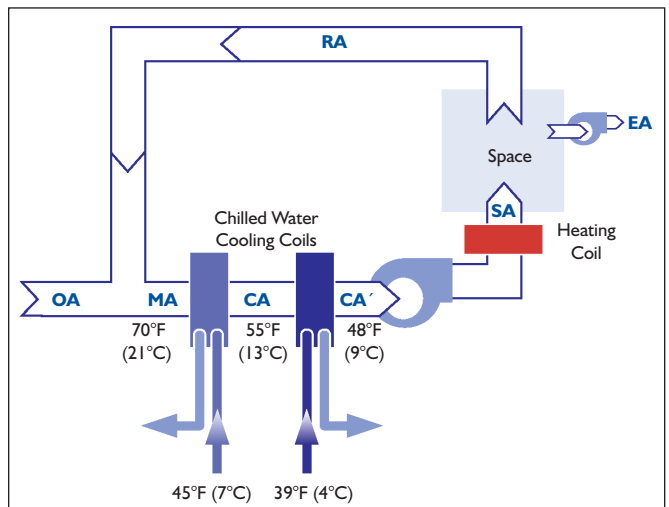 RA
EA
Space
SA
Heating
Coil
Chilled Water
Cooling Coils
OA
MA
CA
CA´
70°F
(21°C)
55°F
(13°C)
48°F
(9°C)
45°F (7°C)
39°F (4°C)